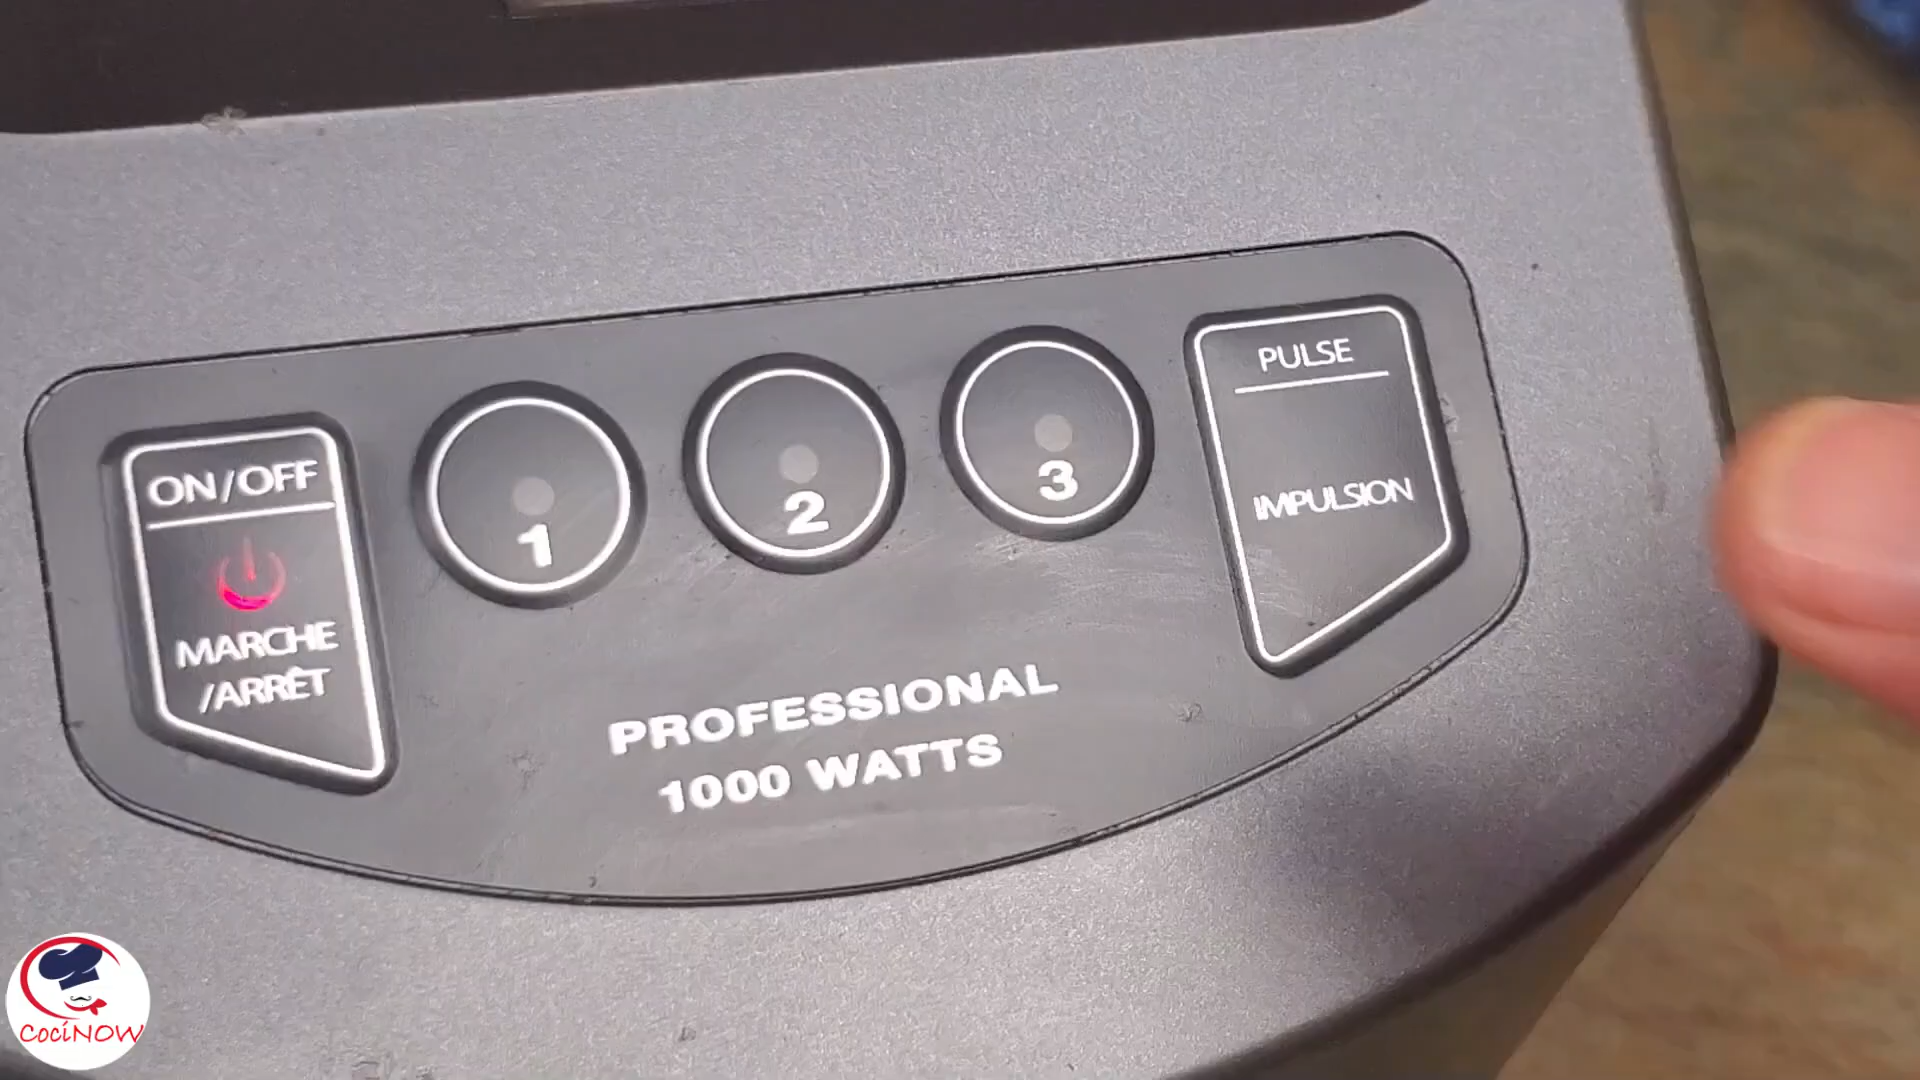 ON/OFF
MARCHE
/ARRÊT
1
2
3
PULSE
IMPULSION
PROFESSIONAL
1000 WATTS
CociNOW